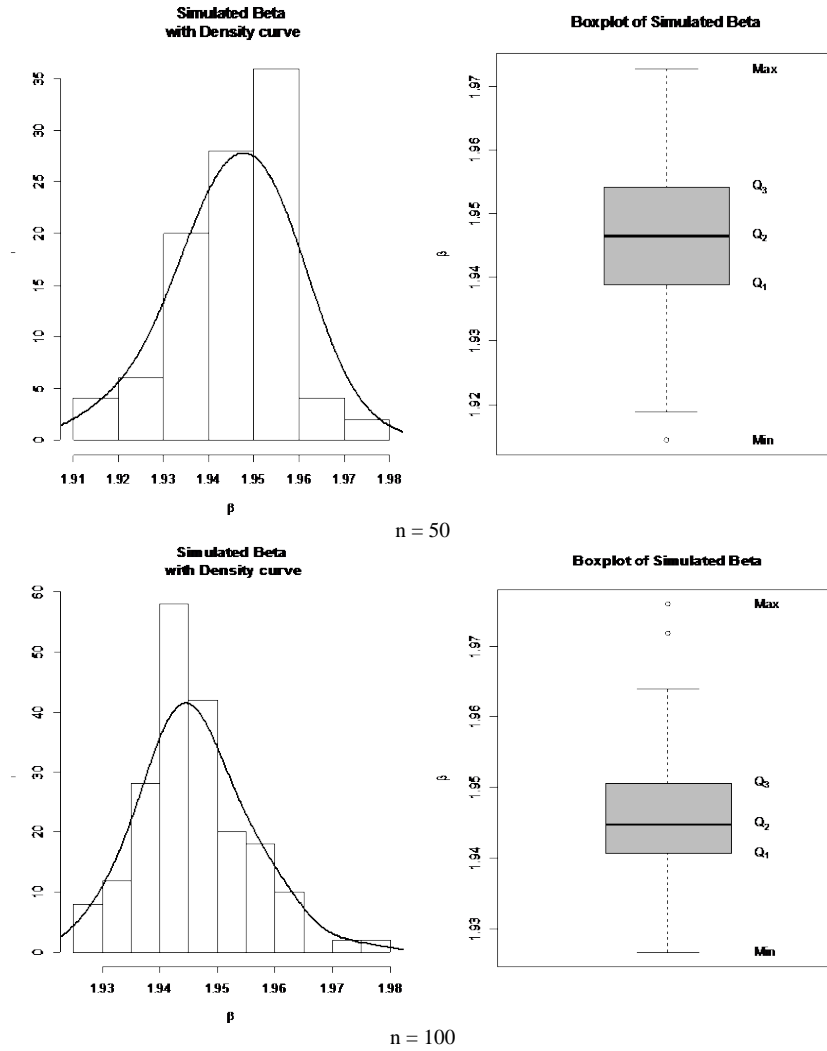 Simulated Beta
with Density curve
35
30
25
20
15
10
5
0
1.91 1.92 1.93 1.94 1.95 1.96 1.97 1.98
β
Boxplot of Simulated Beta
1.97
1.96
1.95
1.94
1.93
1.92
β
Max
Q3
Q2
Q1
Min
n = 50
Simulated Beta
with Density curve
60
50
40
30
20
10
0
1.93 1.94 1.95 1.96 1.97 1.98
β
Boxplot of Simulated Beta
1.97
1.96
1.95
1.94
1.93
β
Max
Q3
Q2
Q1
Min
n = 100